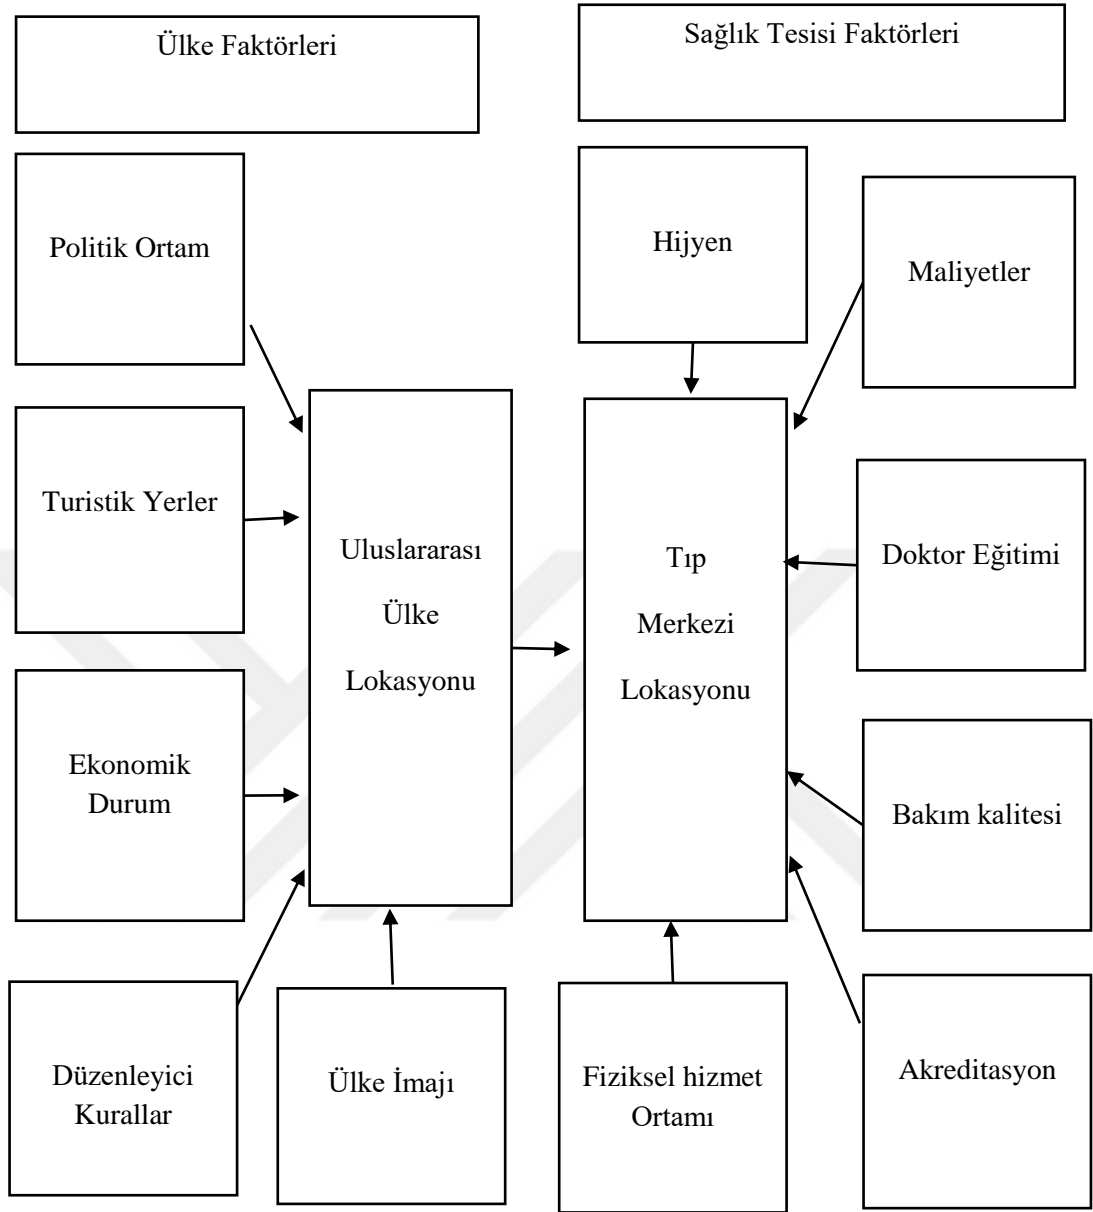 Ülke Faktörleri
Sağlık Tesisi Faktörleri
Politik Ortam
Hijyen
Maliyetler
Turistik Yerler
Uluslararası
Ülke
Lokasyonu
Tıp
Merkezi
Lokasyonu
Doktor Eğitimi
Ekonomik
Durum
Bakım kalitesi
Düzenleyici
Kurallar
Ülke İmajı
Fiziksel hizmet
Ortamı
Akreditasyon